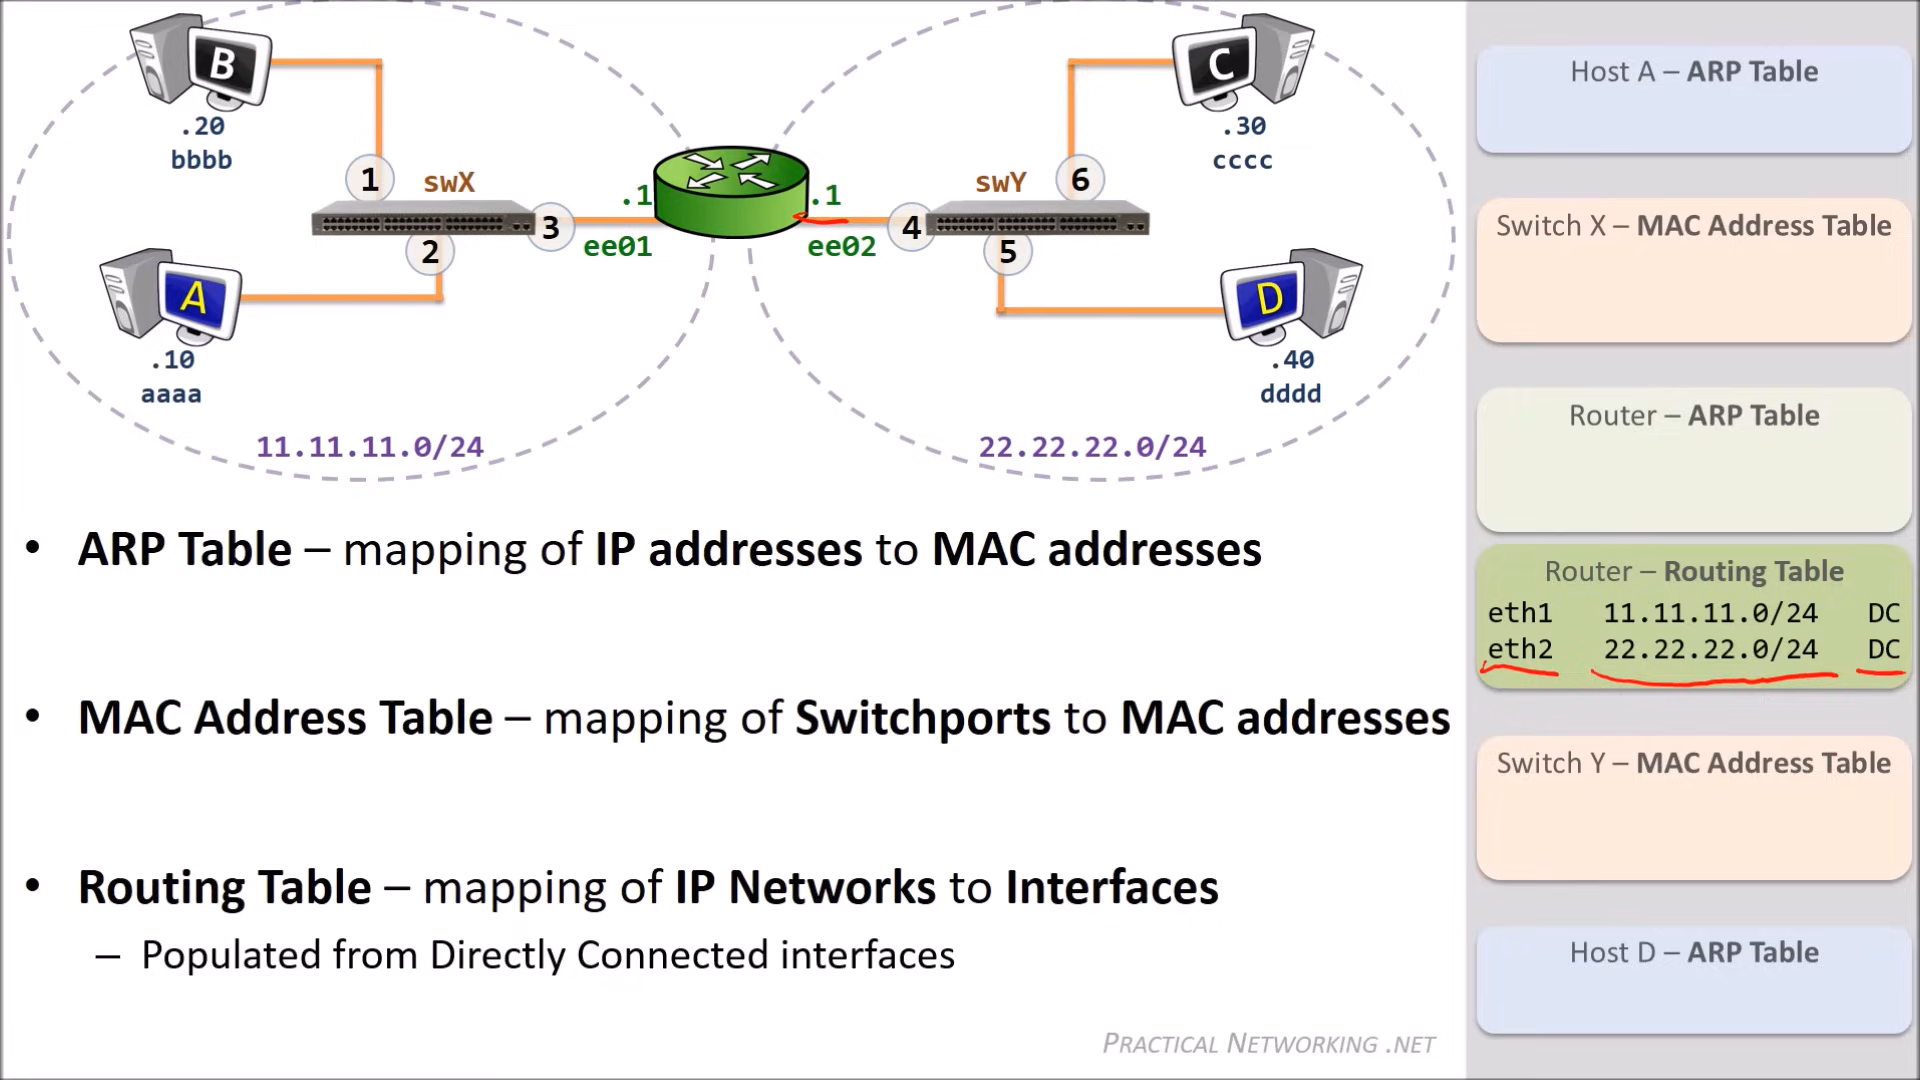 B
.20
bbbb
1
swX
.1
3
ee01
2
A
.10
aaaa
11.11.11.0/24
C
.30
cccc
.1
swY
6
4
ee02
5
D
.40
dddd
22.22.22.0/24
• ARP Table – mapping of IP addresses to MAC addresses
• MAC Address Table – mapping of Switchports to MAC addresses
• Routing Table – mapping of IP Networks to Interfaces
– Populated from Directly Connected interfaces
PRACTICAL NETWORKING .NET
Host A – ARP Table
Switch X – MAC Address Table
Router – ARP Table
Router – Routing Table
eth1 11.11.11.0/24 DC
eth2 22.22.22.0/24 DC
Switch Y – MAC Address Table
Host D – ARP Table